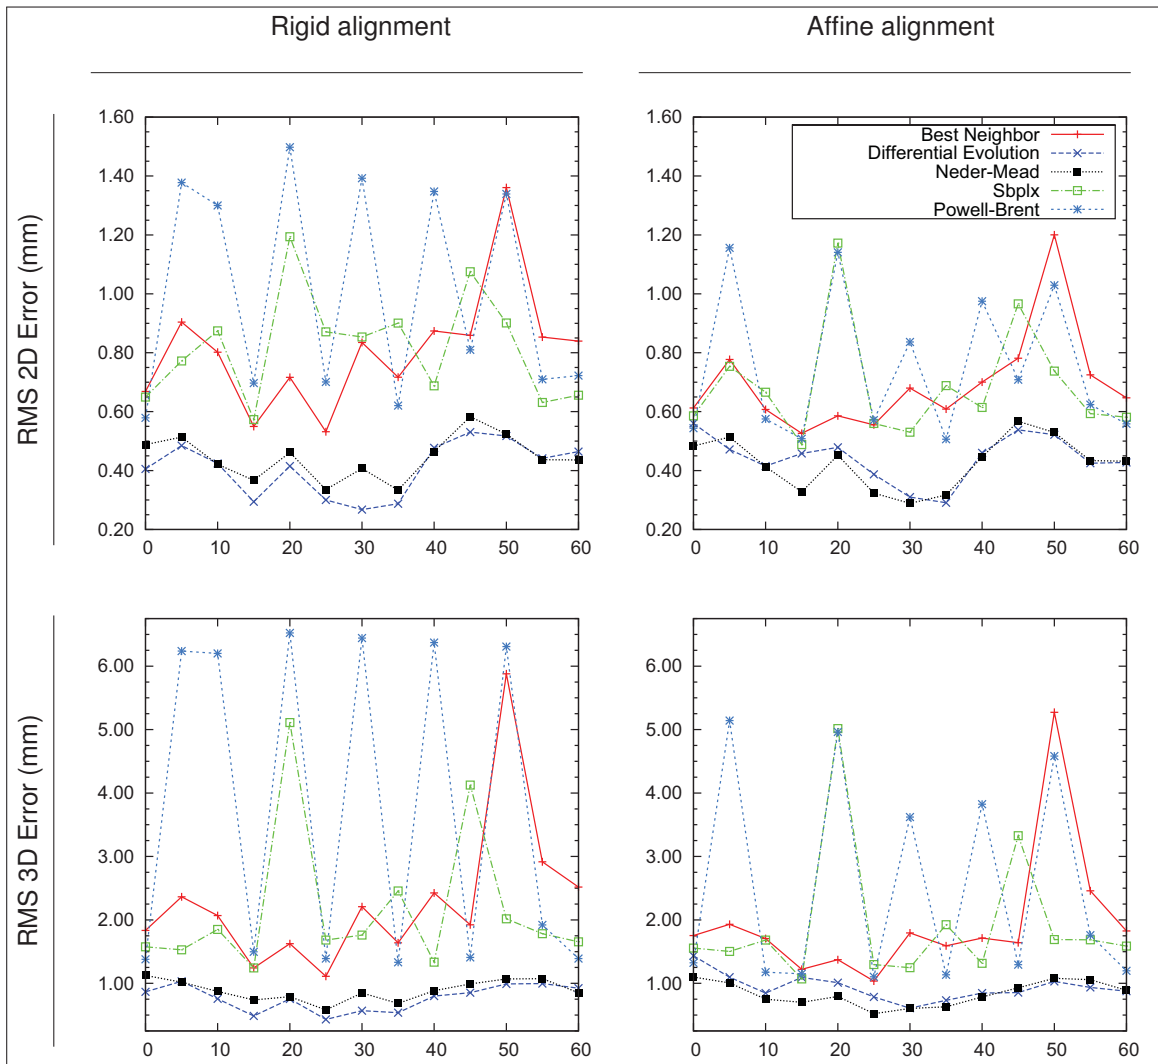 Rigid alignment
Affine alignment
RMS 2D Error (mm)
1.60
1.40
1.20
1.00
0.80
0.60
0.40
0.20
0 10 20 30 40 50 60
1.60
1.40
1.20
1.00
0.80
0.60
0.40
0.20
0 10 20 30 40 50 60
Best Neighbor
Differential Evolution
Neder-Mead
Sbplx
Powell-Brent
RMS 3D Error (mm)
6.00
5.00
4.00
3.00
2.00
1.00
0 10 20 30 40 50 60
6.00
5.00
4.00
3.00
2.00
1.00
0 10 20 30 40 50 60